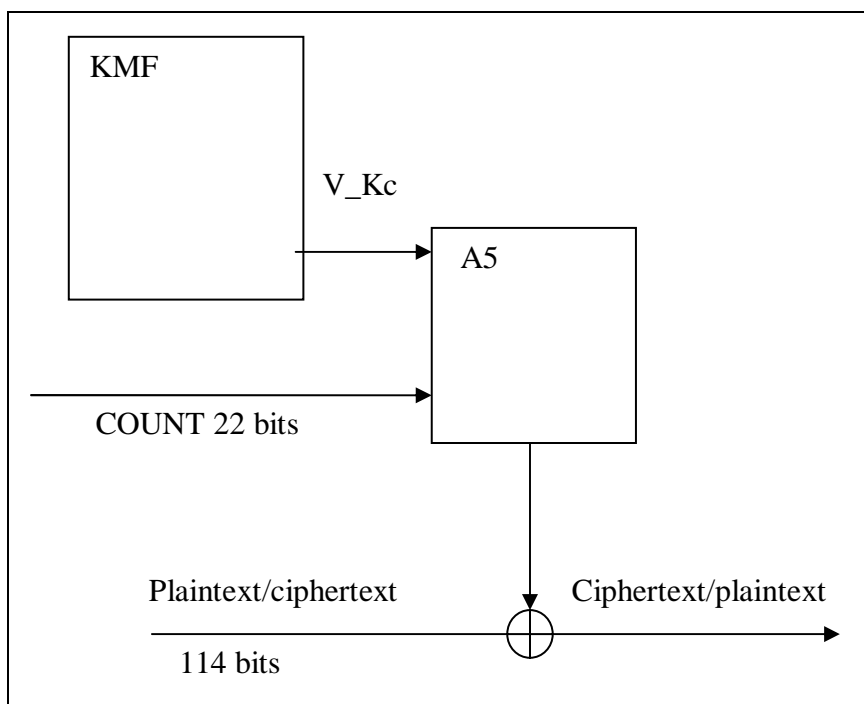 KMF
V_Kc
A5
COUNT 22 bits
Plaintext/ciphertext
Ciphertext/plaintext
114 bits